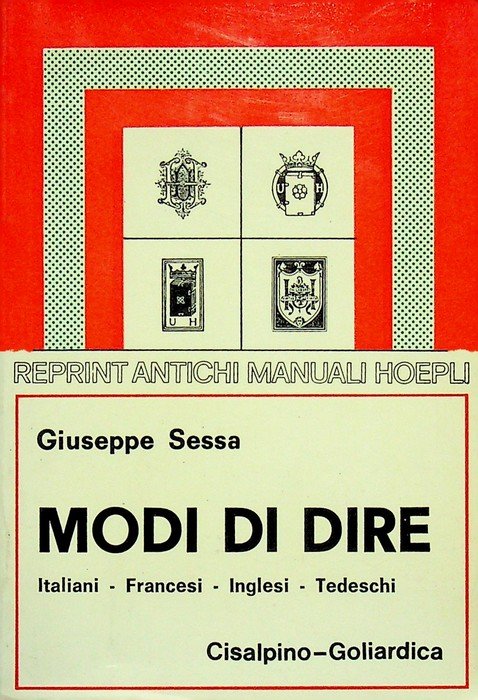 U H
U H
REPRINT ANTICHI MANUALI HOEPLI
Giuseppe Sessa
MODI DI DIRE
Italiani - Francesi - Inglesi - Tedeschi
Cisalpino-Goliardica